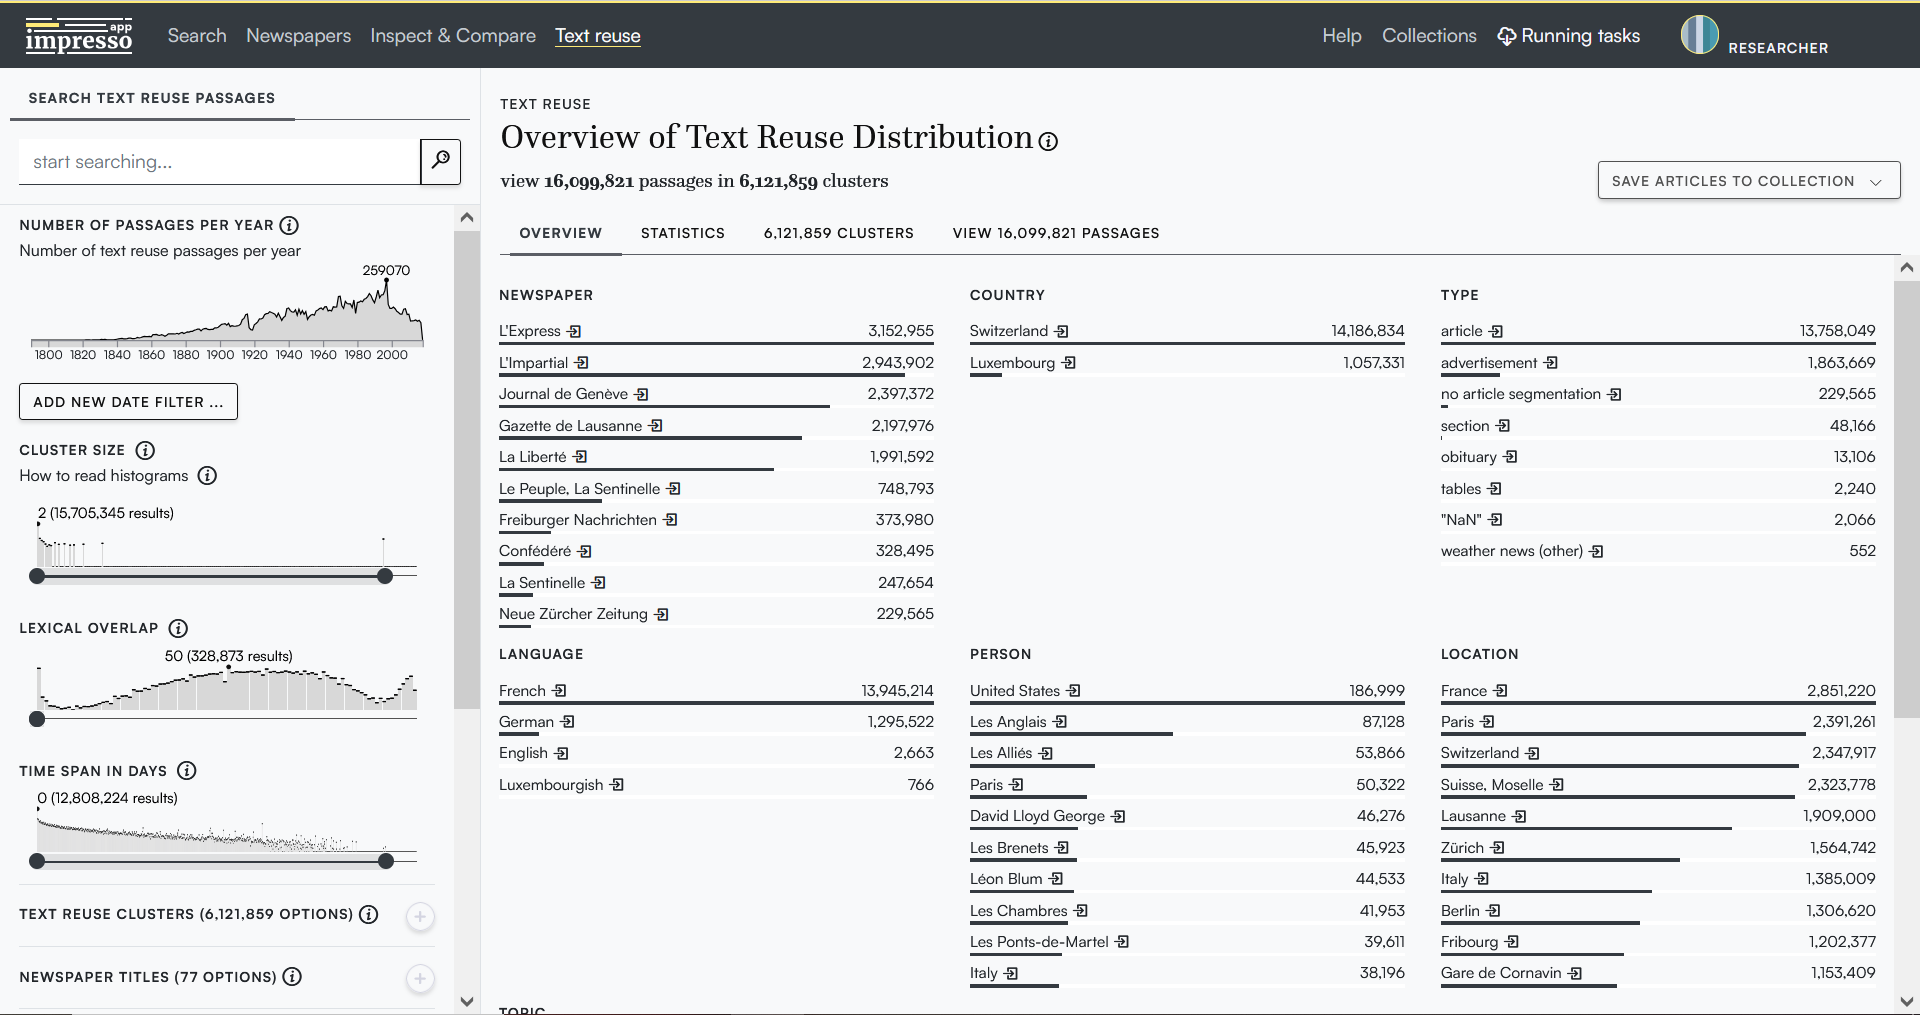 app
impresso
Search
Newspapers
Inspect & Compare
Text reuse
Help
Collections
Running tasks
RESEARCHER
SEARCH TEXT REUSE PASSAGES
start searching...
NUMBER OF PASSAGES PER YEAR
Number of text reuse passages per year
259070
1800 1820 1840 1860 1880 1900 1920 1940 1960 1980 2000
ADD NEW DATE FILTER ...
CLUSTER SIZE
How to read histograms
2 (15,705,345 results)
LEXICAL OVERLAP
50 (328,873 results)
TIME SPAN IN DAYS
0 (12,808,224 results)
TEXT REUSE CLUSTERS (6,121,859 OPTIONS)
NEWSPAPER TITLES (77 OPTIONS)
TEXT REUSE
Overview of Text Reuse Distribution
view 16,099,821 passages in 6,121,859 clusters
SAVE ARTICLES TO COLLECTION
OVERVIEW
STATISTICS
6,121,859 CLUSTERS
VIEW 16,099,821 PASSAGES
NEWSPAPER
L'Express 3,152,955
L'Impartial 2,943,902
Journal de Genève 2,397,372
Gazette de Lausanne 2,197,976
La Liberté 1,991,592
Le Peuple, La Sentinelle 748,793
Freiburger Nachrichten 373,980
Confédéré 328,495
La Sentinelle 247,654
Neue Zürcher Zeitung 229,565
COUNTRY
Switzerland 14,186,834
Luxembourg 1,057,331
TYPE
article 13,758,049
advertisement 1,863,669
no article segmentation 229,565
section 48,166
obituary 13,106
tables 2,240
"NaN" 2,066
weather news (other) 552
LANGUAGE
French 13,945,214
German 1,295,522
English 2,663
Luxembourgish 766
PERSON
United States 186,999
Les Anglais 87,128
Les Alliés 53,866
Paris 50,322
David Lloyd George 46,276
Les Brenets 45,923
Léon Blum 44,533
Les Chambres 41,953
Les Ponts-de-Martel 39,611
Italy 38,196
LOCATION
France 2,851,220
Paris 2,391,261
Switzerland 2,347,917
Suisse, Moselle 2,323,778
Lausanne 1,909,000
Zürich 1,564,742
Italy 1,385,009
Berlin 1,306,620
Fribourg 1,202,377
Gare de Cornavin 1,153,409
TOPIC